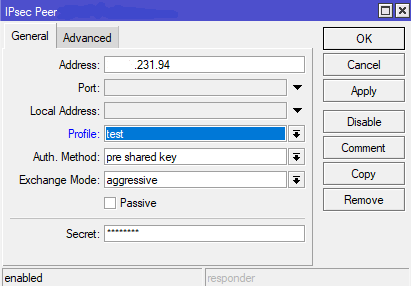 IPsec Peer
General Advanced
Address: .231.94
Port:
Local Address:
Profile: test
Auth. Method: pre shared key
Exchange Mode: aggressive
Passive
Secret: ********
OK
Cancel
Apply
Disable
Comment
Copy
Remove
enabled responder